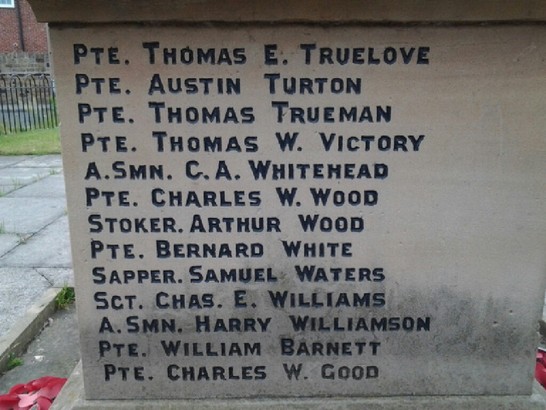 PTE. THOMAS E. TRUELOVE
PTE. AUSTIN TURTON
PTE. THOMAS TRUEMAN
PTE. THOMAS W. VICTORY
A.SMN. C.A. WHITEHEAD
PTE. CHARLES W. WOOD
STOKER. ARTHUR WOOD
PTE. BERNARD WHITE
SAPPER. SAMUEL WATERS
SGT. CHAS. E. WILLIAMS
A.SMN. HARRY WILLIAMSON
PTE. WILLIAM BARNETT
PTE. CHARLES W. GOOD